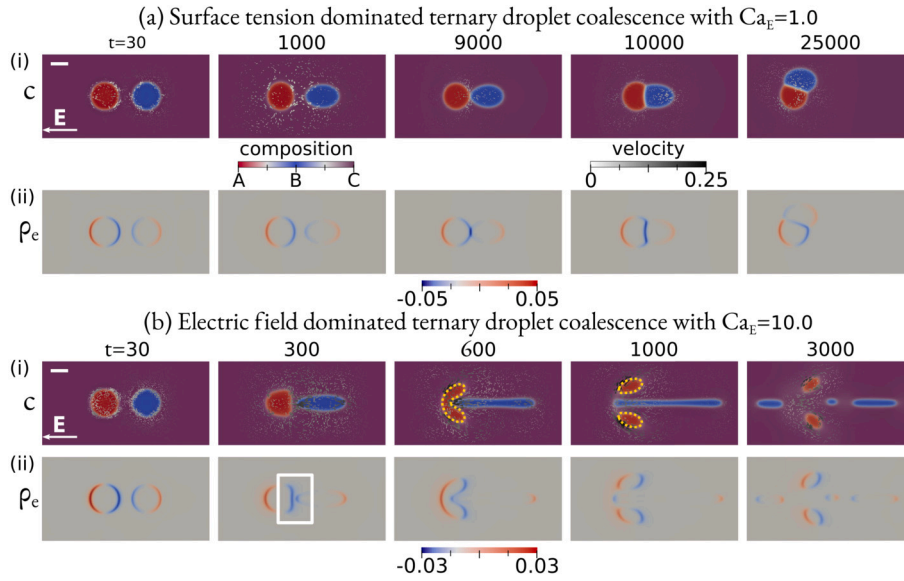 (a) Surface tension dominated ternary droplet coalescence with Ca_E=1.0
t=30 1000 9000 10000 25000
(i)
c
E
composition velocity
A B C 0 0.25
(ii)
ρ_e
-0.05 0.05
(b) Electric field dominated ternary droplet coalescence with Ca_E=10.0
t=30 300 600 1000 3000
(i)
c
E
(ii)
ρ_e
-0.03 0.03